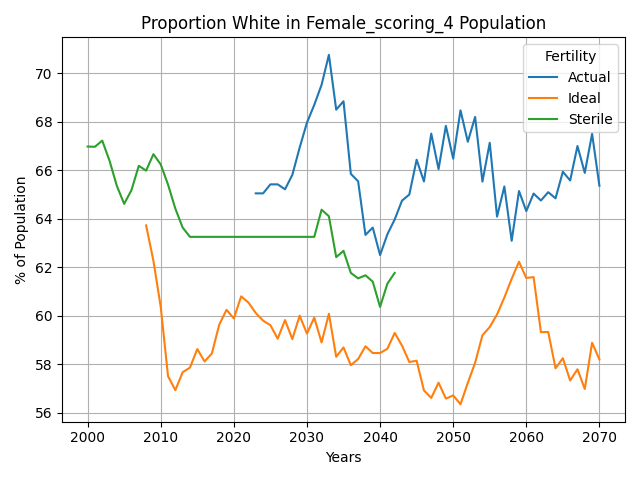 Proportion White in Female_scoring_4 Population
Fertility
Actual
Ideal
Sterile
% of Population
70
68
66
64
62
60
58
56
2000
2010
2020
2030
2040
2050
2060
2070
Years